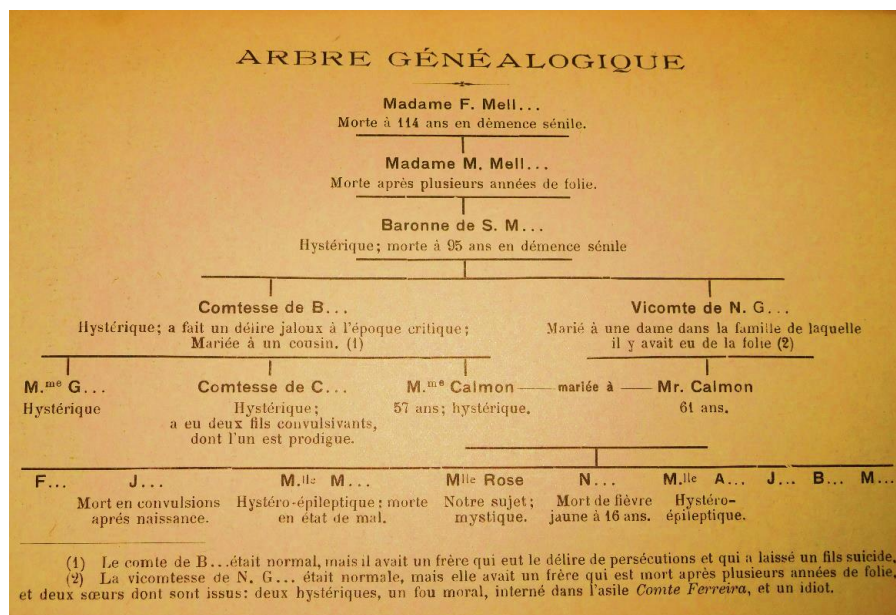 ARBRE GÉNÉALOGIQUE
Madame F. Mell...
Morte à 114 ans en démence sénile.
Madame M. Mell...
Morte après plusieurs années de folie.
Baronne de S. M...
Hystérique; morte à 95 ans en démence sénile
Comtesse de B...
Hystérique; a fait un délire jaloux à l'époque critique;
Mariée à un cousin. (1)
Vicomte de N. G...
Marié à une dame dans la famille de laquelle
il y avait eu de la folie (2)
M.me G...
Hystérique
Comtesse de C...
Hystérique;
a eu deux fils convulsivants,
dont l'un est prodigue.
M.me Calmon
57 ans; hystérique.
mariée à
Mr. Calmon
61 ans.
F...
J...
Mort en convulsions
aprés naissance.
M.lle M...
Hystéro-épileptique; morte
en état de mal.
Mlle Rose
Notre sujet;
mystique.
N...
Mort de fièvre
jaune à 16 ans.
M.lle A...
Hystéro-
épileptique.
J...
B...
M...
(1) Le comte de B...était normal, mais il avait un frère qui eut le délire de persécutions et qui a laissé un fils suicide,
(2) La vicomtesse de N. G... était normale, mais elle avait un frère qui est mort après plusieurs années de folie,
et deux sœurs dont sont issus: deux hystériques, un fou moral, interné dans l'asile Comte Ferreira, et un idiot.